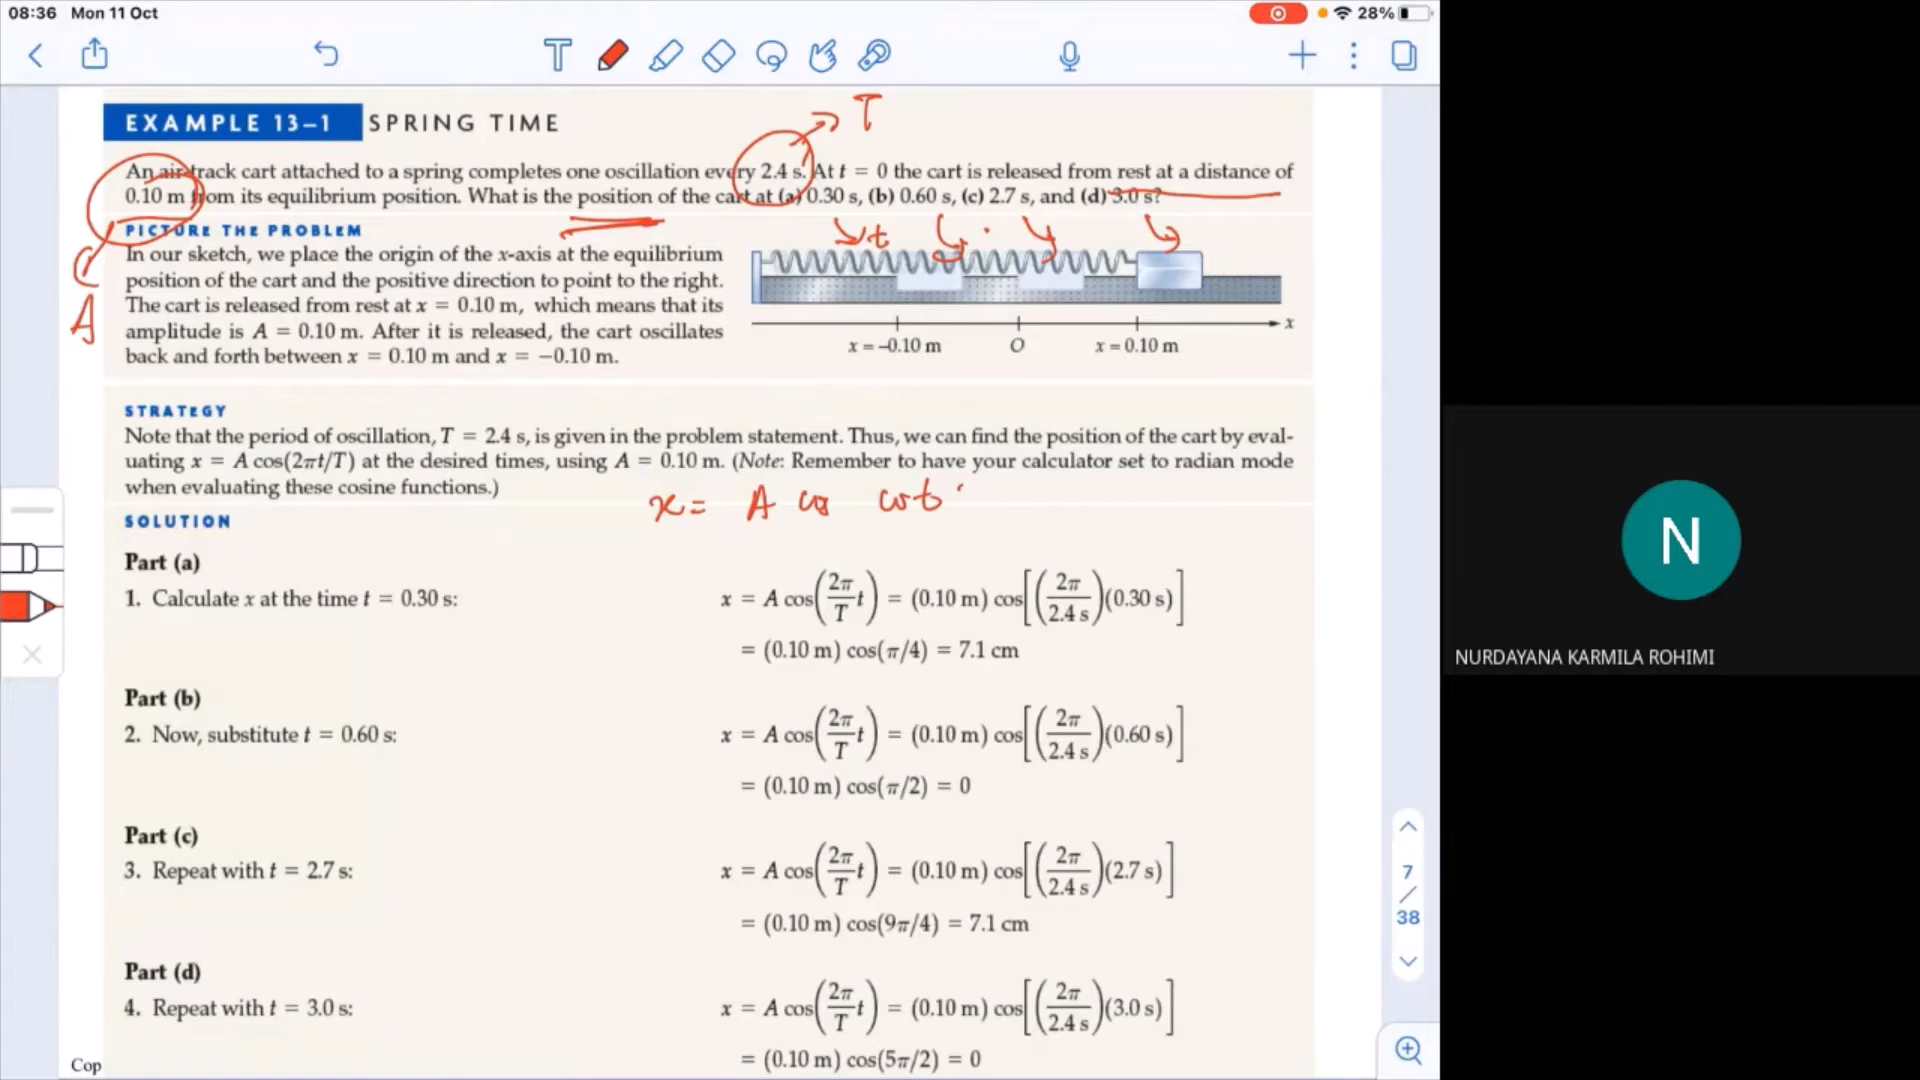 08:36 Mon 11 Oct
28%
EXAMPLE 13–1 SPRING TIME
T
An air-track cart attached to a spring completes one oscillation every 2.4 s. At t = 0 the cart is released from rest at a distance of
0.10 m from its equilibrium position. What is the position of the cart at (a) 0.30 s, (b) 0.60 s, (c) 2.7 s, and (d) 3.0 s?
PICTURE THE PROBLEM
In our sketch, we place the origin of the x-axis at the equilibrium
position of the cart and the positive direction to point to the right.
The cart is released from rest at x = 0.10 m, which means that its
amplitude is A = 0.10 m. After it is released, the cart oscillates
back and forth between x = 0.10 m and x = −0.10 m.
A
t
x
x = −0.10 m O x = 0.10 m
STRATEGY
Note that the period of oscillation, T = 2.4 s, is given in the problem statement. Thus, we can find the position of the cart by eval-
uating x = A cos(2πt/T) at the desired times, using A = 0.10 m. (Note: Remember to have your calculator set to radian mode
when evaluating these cosine functions.)
x = A cos ωt
SOLUTION
Part (a)
1. Calculate x at the time t = 0.30 s: x = A cos(2π/T t) = (0.10 m) cos[(2π/2.4 s)(0.30 s)]
= (0.10 m) cos(π/4) = 7.1 cm
Part (b)
2. Now, substitute t = 0.60 s: x = A cos(2π/T t) = (0.10 m) cos[(2π/2.4 s)(0.60 s)]
= (0.10 m) cos(π/2) = 0
Part (c)
3. Repeat with t = 2.7 s: x = A cos(2π/T t) = (0.10 m) cos[(2π/2.4 s)(2.7 s)]
= (0.10 m) cos(9π/4) = 7.1 cm
Part (d)
4. Repeat with t = 3.0 s: x = A cos(2π/T t) = (0.10 m) cos[(2π/2.4 s)(3.0 s)]
= (0.10 m) cos(5π/2) = 0
Cop
7
/
38
N
NURDAYANA KARMILA ROHIMI